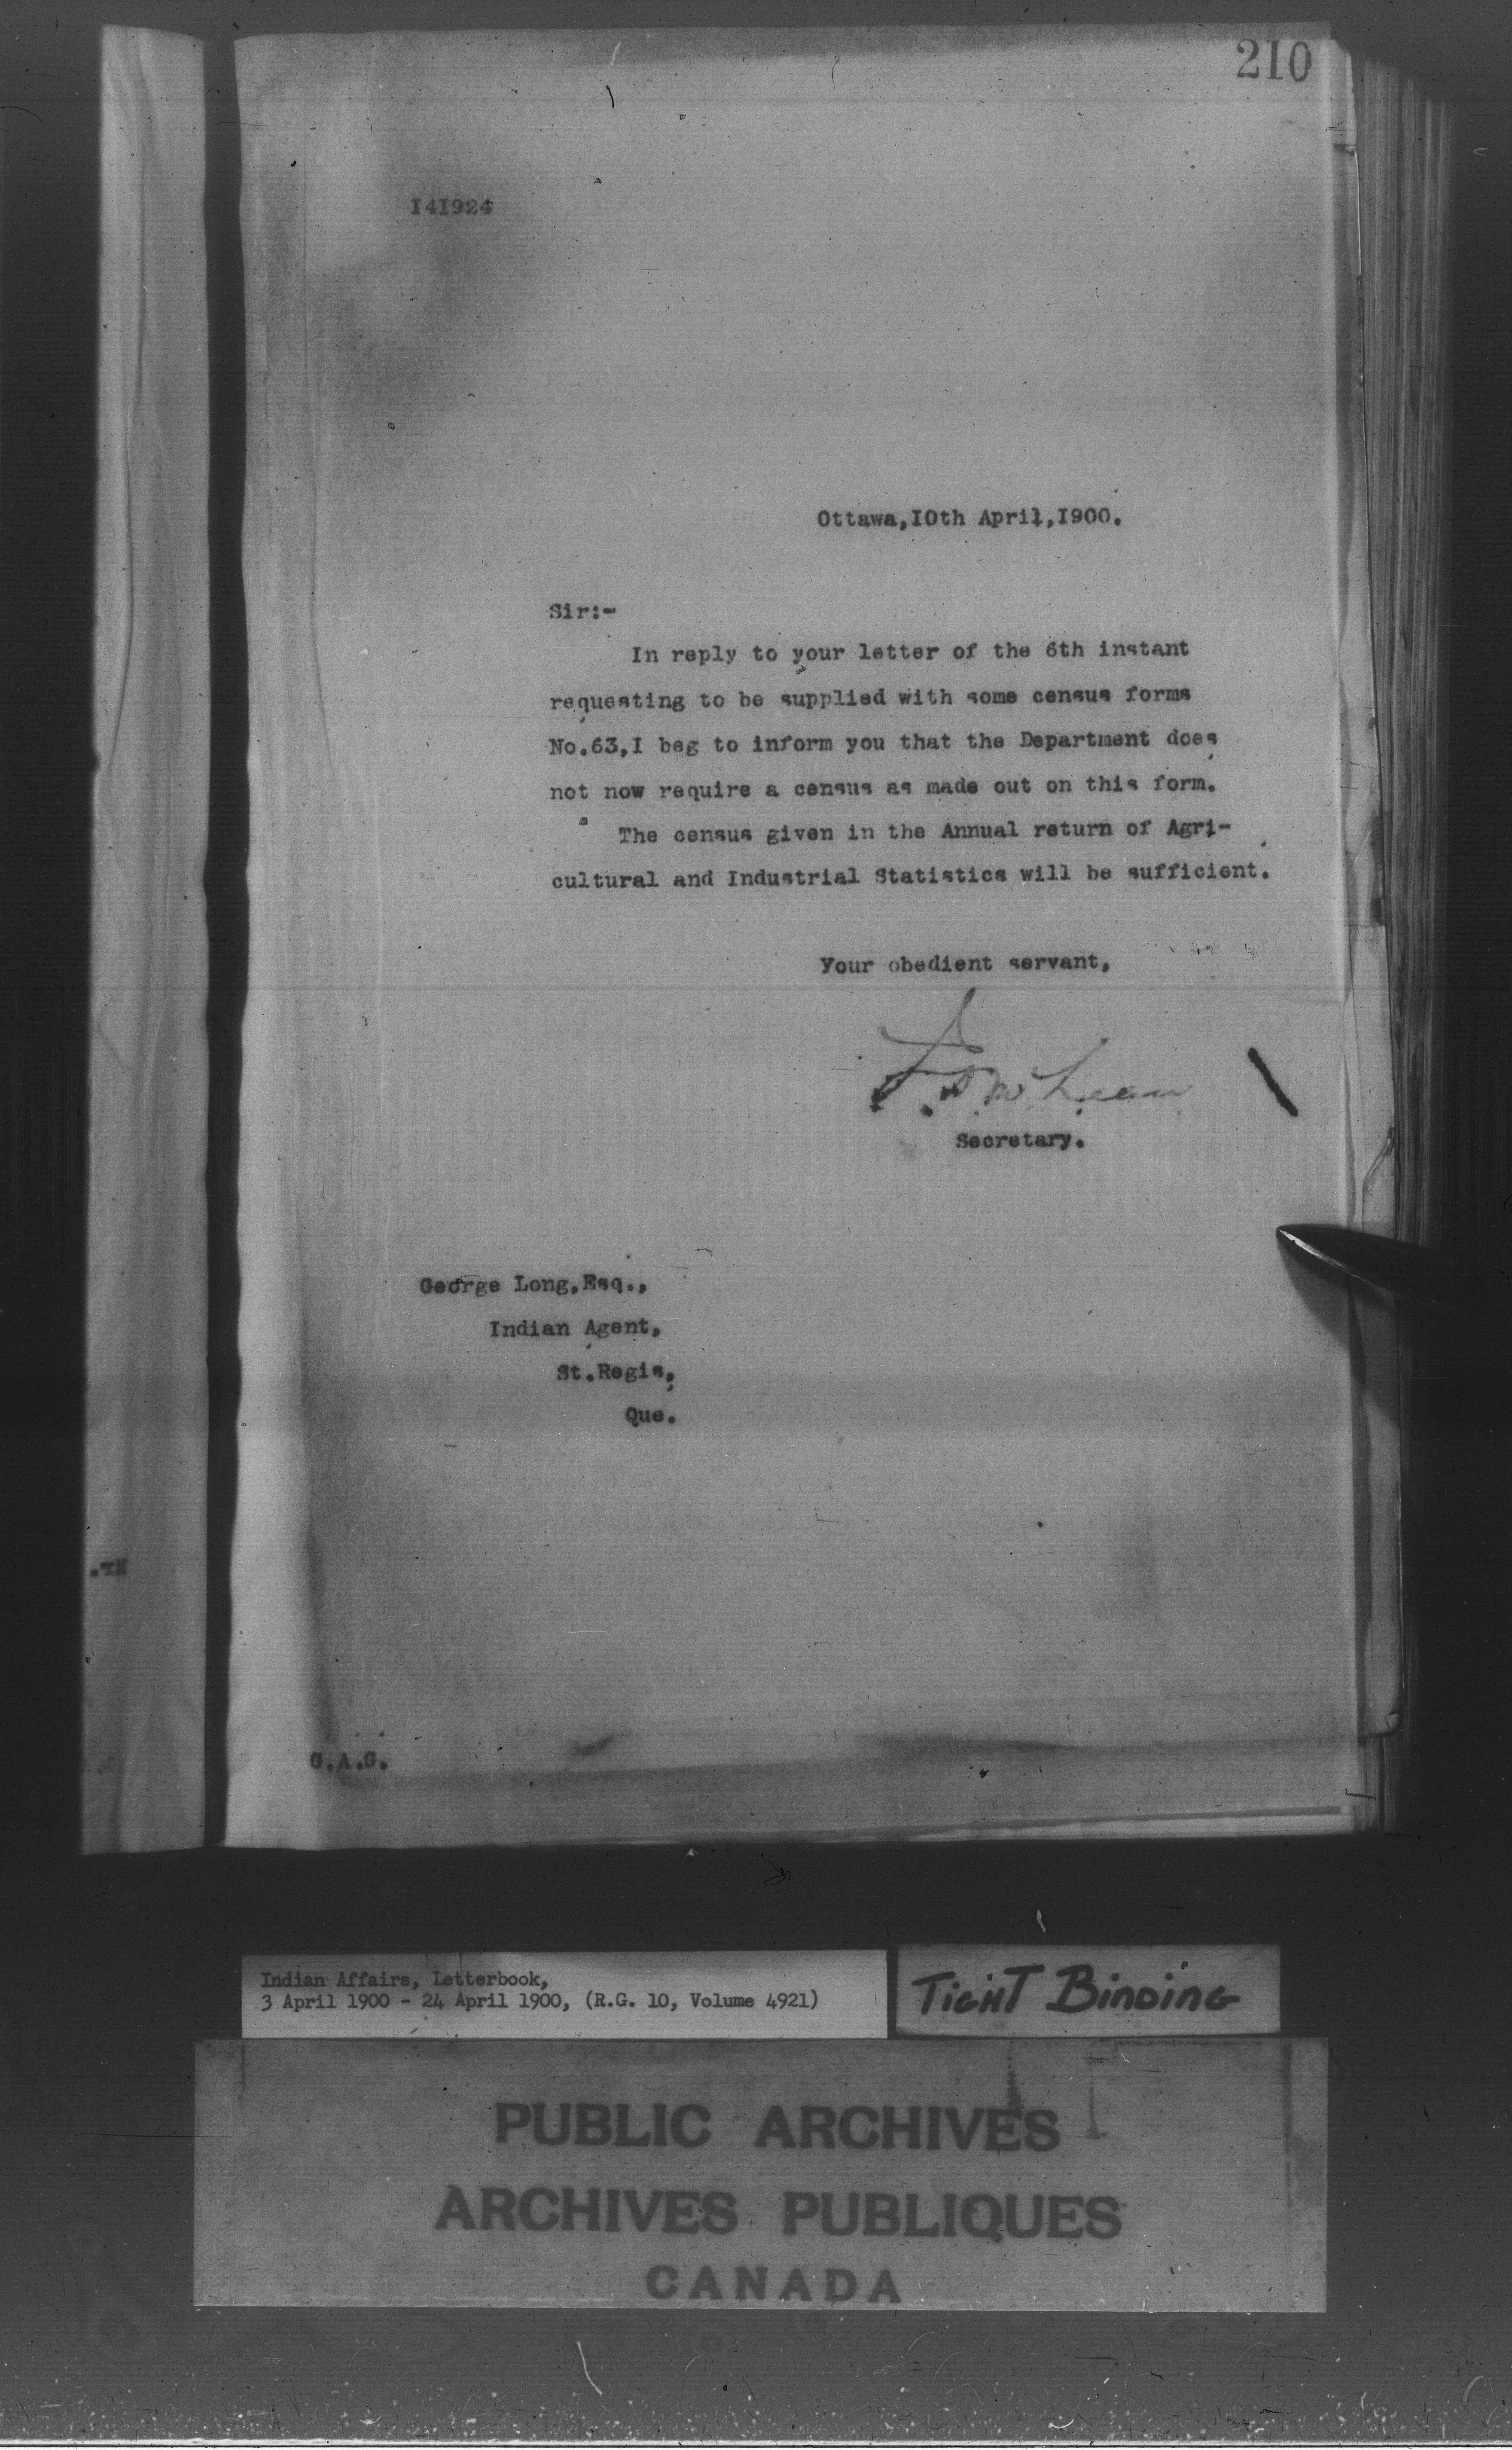 210
I4I924
Ottawa,IOth April,I900.
Sir:-
In reply to your letter of the 6th instant
requesting to be supplied with some census forms
No.63,I beg to inform you that the Department does
not now require a census as made out on this form.
The census given in the Annual return of Agri-
cultural and Industrial Statistics will be sufficient.
Your obedient servant,
J. D. McLean
Secretary.
George Long,Esq.,
Indian Agent,
St.Regis,
Que.
G.A.G.
Indian Affairs, Letterbook,
3 April 1900 - 24 April 1900, (R.G. 10, Volume 4921)
TIGHT BINDING
PUBLIC ARCHIVES
ARCHIVES PUBLIQUES
CANADA